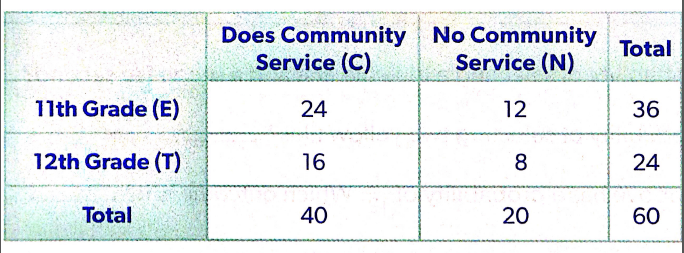 Does Community Service (C) No Community Service (N) Total
11th Grade (E) 24 12 36
12th Grade (T) 16 8 24
Total 40 20 60